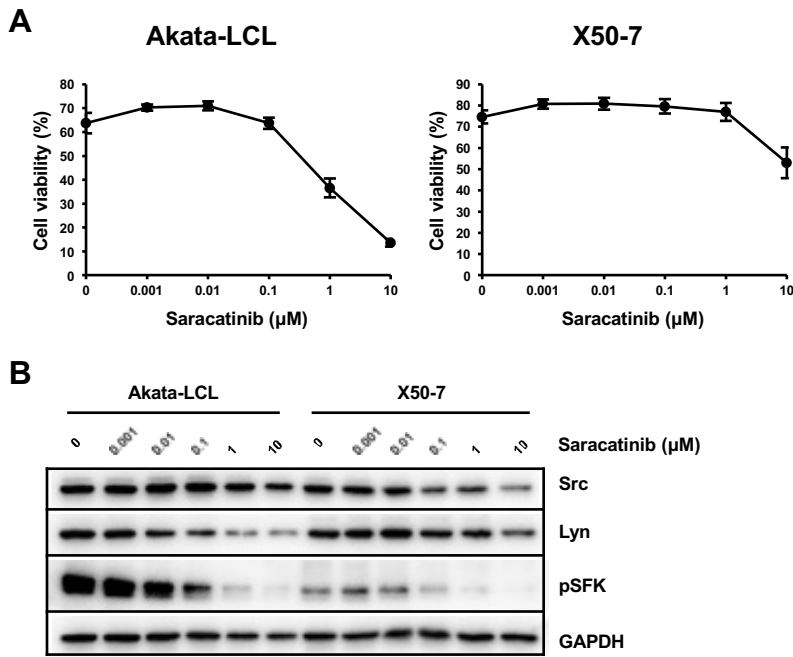 A
Akata-LCL
X50-7
80
70
60
50
40
30
20
10
0
Cell viability (%)
0 0.001 0.01 0.1 1 10
Saracatinib (µM)
90
80
70
60
50
40
30
20
10
0
Cell viability (%)
0 0.001 0.01 0.1 1 10
Saracatinib (µM)
B
Akata-LCL X50-7
0 0.001 0.01 0.1 1 10 0 0.001 0.01 0.1 1 10 Saracatinib (µM)
Src
Lyn
pSFK
GAPDH